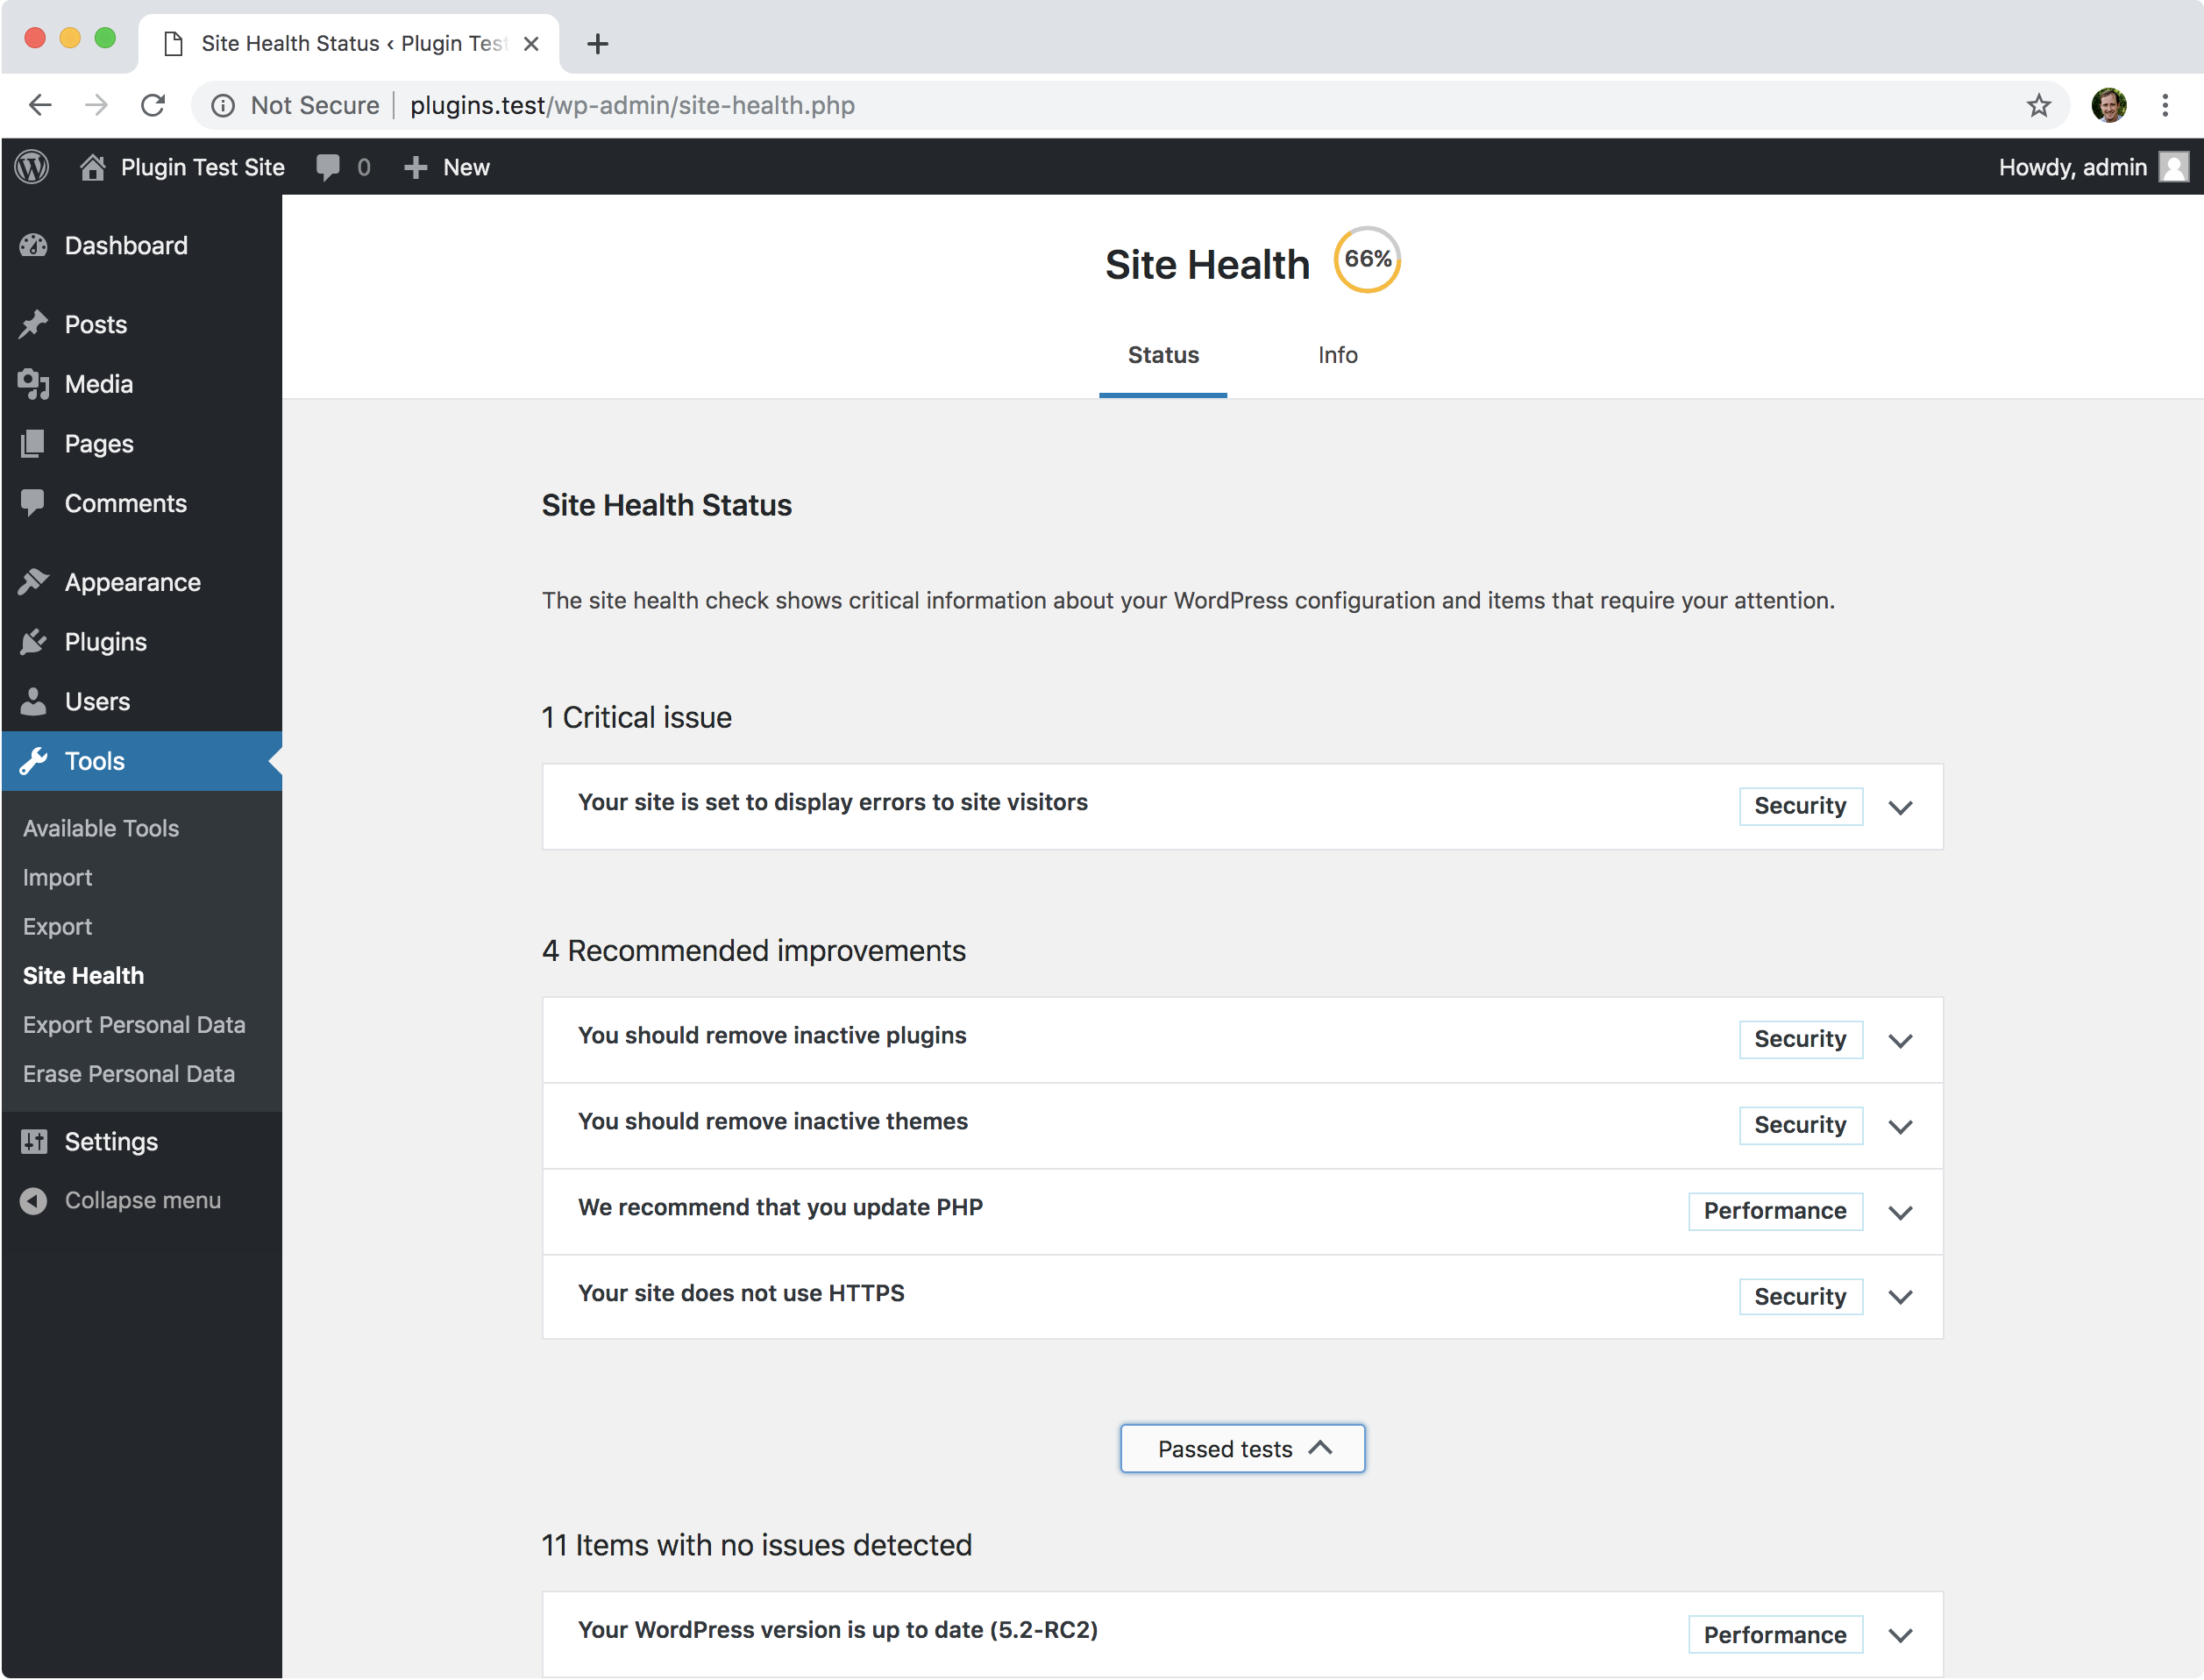 Site Health Status ‹ Plugin Test
Not Secure | plugins.test/wp-admin/site-health.php
Plugin Test Site 0 New Howdy, admin
Dashboard
Posts
Media
Pages
Comments
Appearance
Plugins
Users
Tools
Available Tools
Import
Export
Site Health
Export Personal Data
Erase Personal Data
Settings
Collapse menu
Site Health 66%
Status Info
Site Health Status
The site health check shows critical information about your WordPress configuration and items that require your attention.
1 Critical issue
Your site is set to display errors to site visitors Security
4 Recommended improvements
You should remove inactive plugins Security
You should remove inactive themes Security
We recommend that you update PHP Performance
Your site does not use HTTPS Security
Passed tests
11 Items with no issues detected
Your WordPress version is up to date (5.2-RC2) Performance